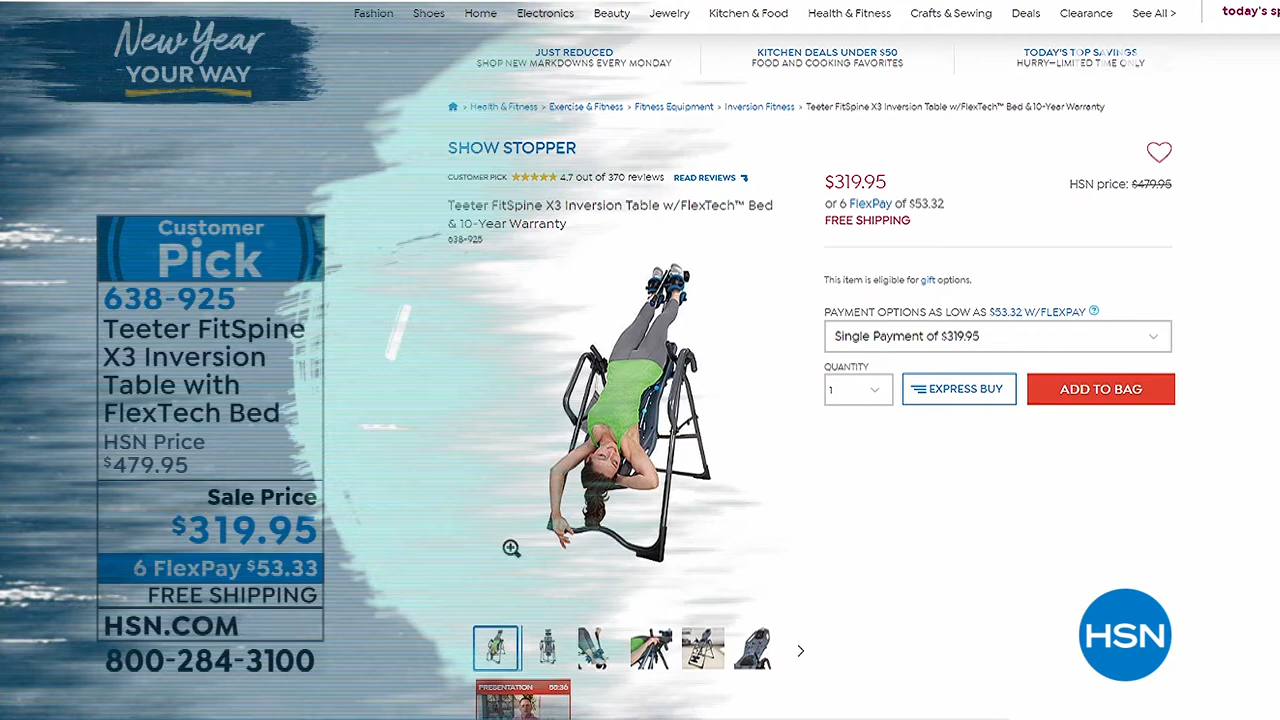 Fashion Shoes Home Electronics Beauty Jewelry Kitchen & Food Health & Fitness Crafts & Sewing Deals Clearance See All >
today's sp
New Year
YOUR WAY
JUST REDUCED
SHOP NEW MARKDOWNS EVERY MONDAY
KITCHEN DEALS UNDER $50
FOOD AND COOKING FAVORITES
TODAY'S TOP SAVINGS
HURRY—LIMITED TIME ONLY
> Health & Fitness > Exercise & Fitness > Fitness Equipment > Inversion Fitness > Teeter FitSpine X3 Inversion Table w/FlexTech™ Bed & 10-Year Warranty
SHOW STOPPER
CUSTOMER PICK 4.7 out of 370 reviews READ REVIEWS
Teeter FitSpine X3 Inversion Table w/FlexTech™ Bed
& 10-Year Warranty
638-925
$319.95
HSN price: $479.95
or 6 FlexPay of $53.32
FREE SHIPPING
This item is eligible for gift options.
PAYMENT OPTIONS AS LOW AS $53.32 W/FLEXPAY ?
Single Payment of $319.95
QUANTITY
1
EXPRESS BUY
ADD TO BAG
Customer
Pick
638-925
Teeter FitSpine
X3 Inversion
Table with
FlexTech Bed
HSN Price
$479.95
Sale Price
$319.95
6 FlexPay $53.33
FREE SHIPPING
HSN.COM
800-284-3100
PRESENTATION 50:36
HSN